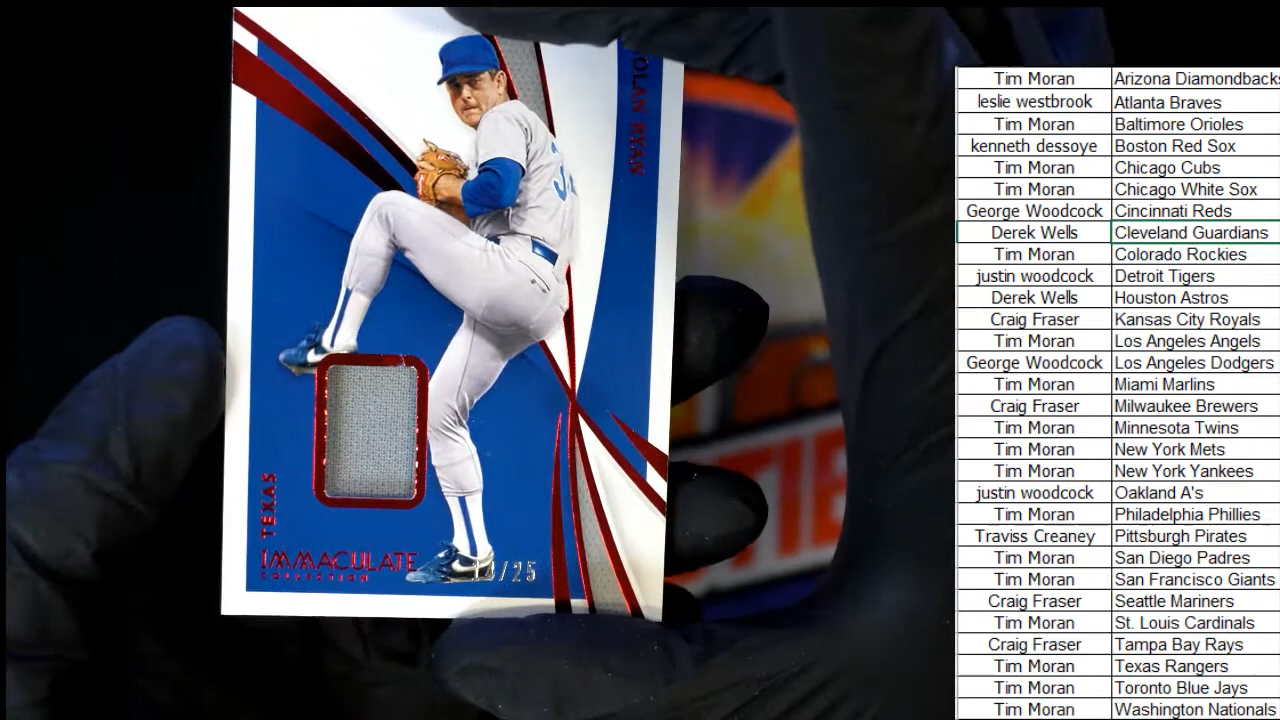 OLAN RYAN
TEXAS
IMMACULATE
COLLECTION
/25
Tim Moran Arizona Diamondbacks
leslie westbrook Atlanta Braves
Tim Moran Baltimore Orioles
kenneth dessoye Boston Red Sox
Tim Moran Chicago Cubs
Tim Moran Chicago White Sox
George Woodcock Cincinnati Reds
Derek Wells Cleveland Guardians
Tim Moran Colorado Rockies
justin woodcock Detroit Tigers
Derek Wells Houston Astros
Craig Fraser Kansas City Royals
Tim Moran Los Angeles Angels
George Woodcock Los Angeles Dodgers
Tim Moran Miami Marlins
Craig Fraser Milwaukee Brewers
Tim Moran Minnesota Twins
Tim Moran New York Mets
Tim Moran New York Yankees
justin woodcock Oakland A's
Tim Moran Philadelphia Phillies
Traviss Creaney Pittsburgh Pirates
Tim Moran San Diego Padres
Tim Moran San Francisco Giants
Craig Fraser Seattle Mariners
Tim Moran St. Louis Cardinals
Craig Fraser Tampa Bay Rays
Tim Moran Texas Rangers
Tim Moran Toronto Blue Jays
Tim Moran Washington Nationals